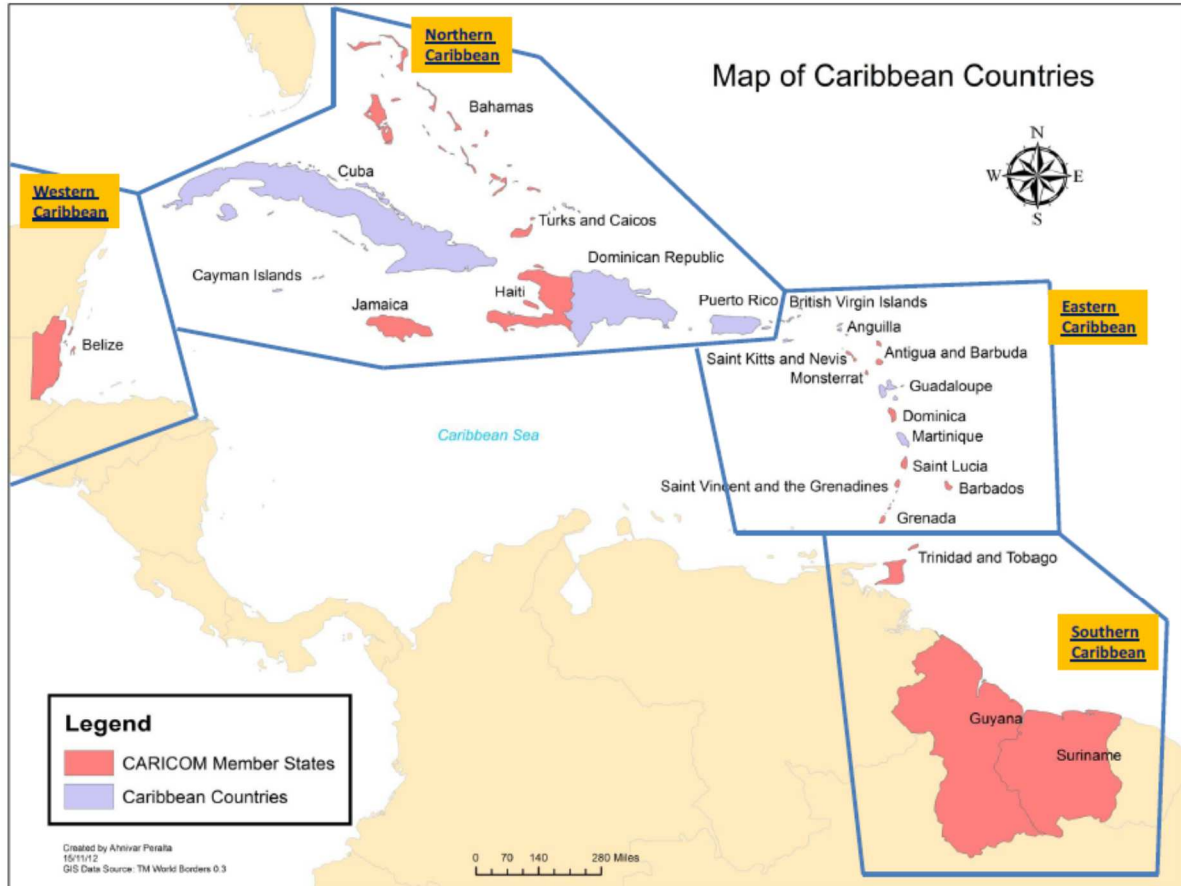 Northern
Caribbean
Map of Caribbean Countries
Bahamas
N
W E
S
Cuba
Western
Caribbean
Turks and Caicos
Cayman Islands
Dominican Republic
Haiti
Jamaica
Puerto Rico
British Virgin Islands
Eastern
Caribbean
Anguilla
Belize
Saint Kitts and Nevis
Antigua and Barbuda
Monsterrat
Guadaloupe
Dominica
Caribbean Sea
Martinique
Saint Lucia
Saint Vincent and the Grenadines
Barbados
Grenada
Trinidad and Tobago
Southern
Caribbean
Guyana
Suriname
Legend
CARICOM Member States
Caribbean Countries
Created by Ahnivar Peralta
15/11/12
GIS Data Source: TM World Borders 0.3
0 70 140 280 Miles